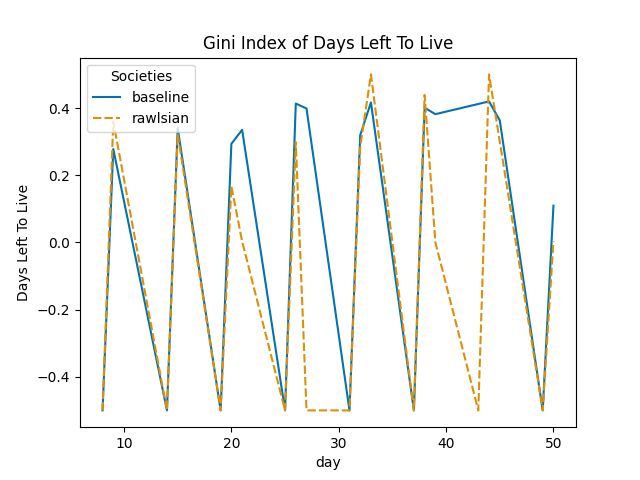 Gini Index of Days Left To Live
Societies
baseline
rawlsian
0.4
0.2
0.0
−0.2
−0.4
Days Left To Live
10 20 30 40 50
day